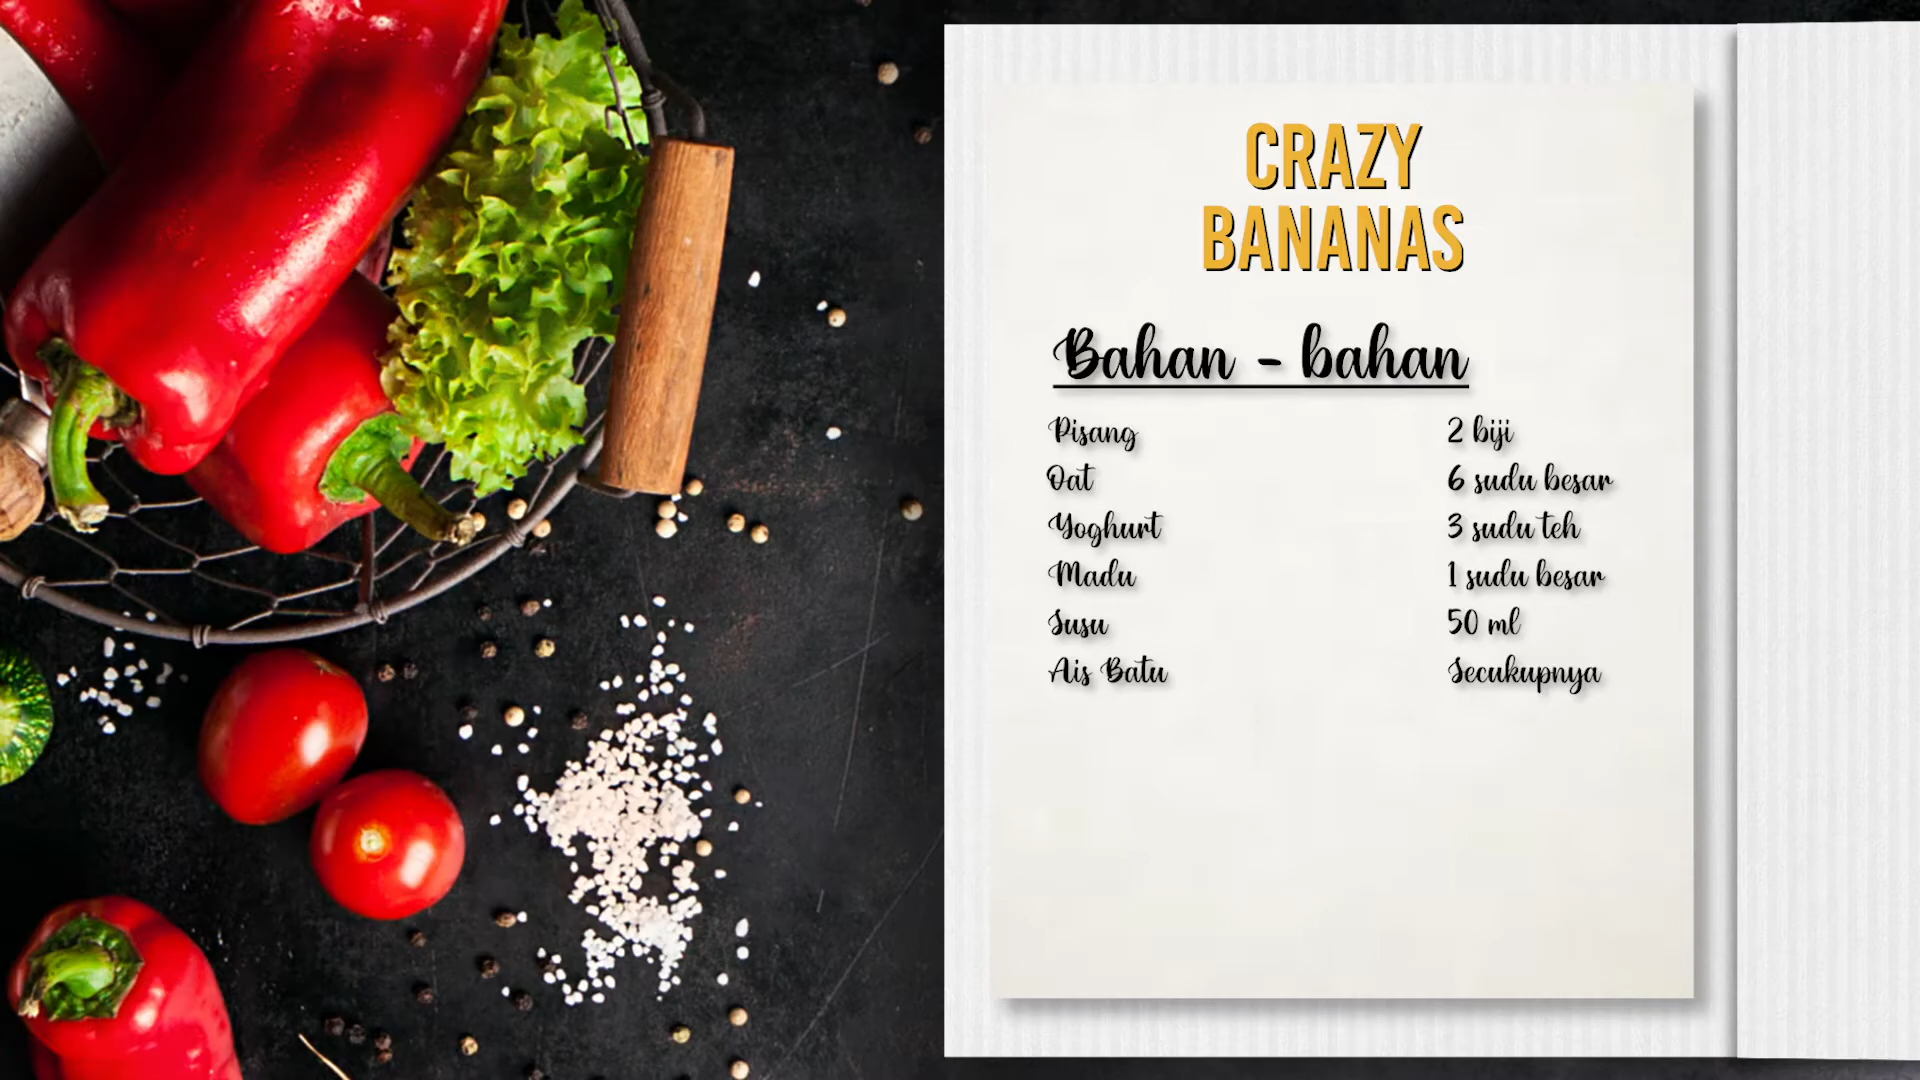 CRAZY
BANANAS
Bahan - bahan
Pisang 2 biji
Oat 6 sudu besar
Yoghurt 3 sudu teh
Madu 1 sudu besar
Susu 50 ml
Ais Batu Secukupnya